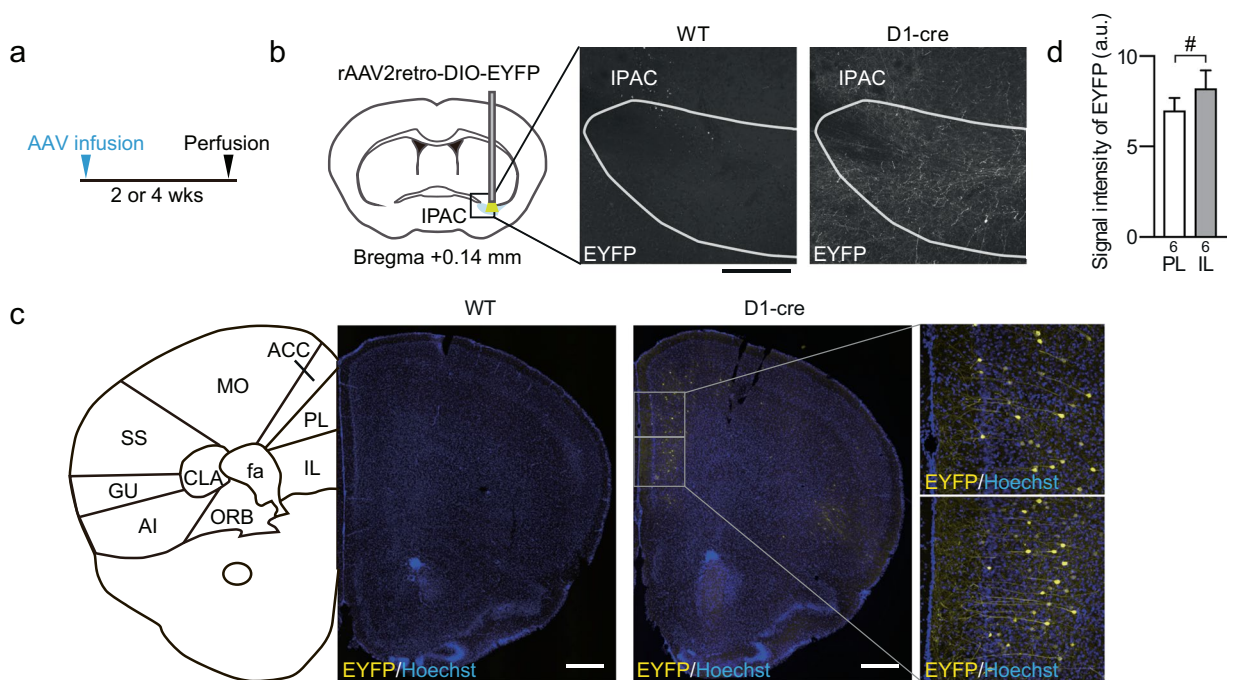 a
AAV infusion
Perfusion
2 or 4 wks
b
rAAV2retro-DIO-EYFP
IPAC
Bregma +0.14 mm
WT
IPAC
EYFP
D1-cre
IPAC
EYFP
d
Signal intensity of EYFP (a.u.)
10
5
0
#
6
6
PL
IL
c
ACC
MO
PL
SS
IL
CLA
fa
GU
AI
ORB
WT
EYFP/Hoechst
D1-cre
EYFP/Hoechst
EYFP/Hoechst
EYFP/Hoechst